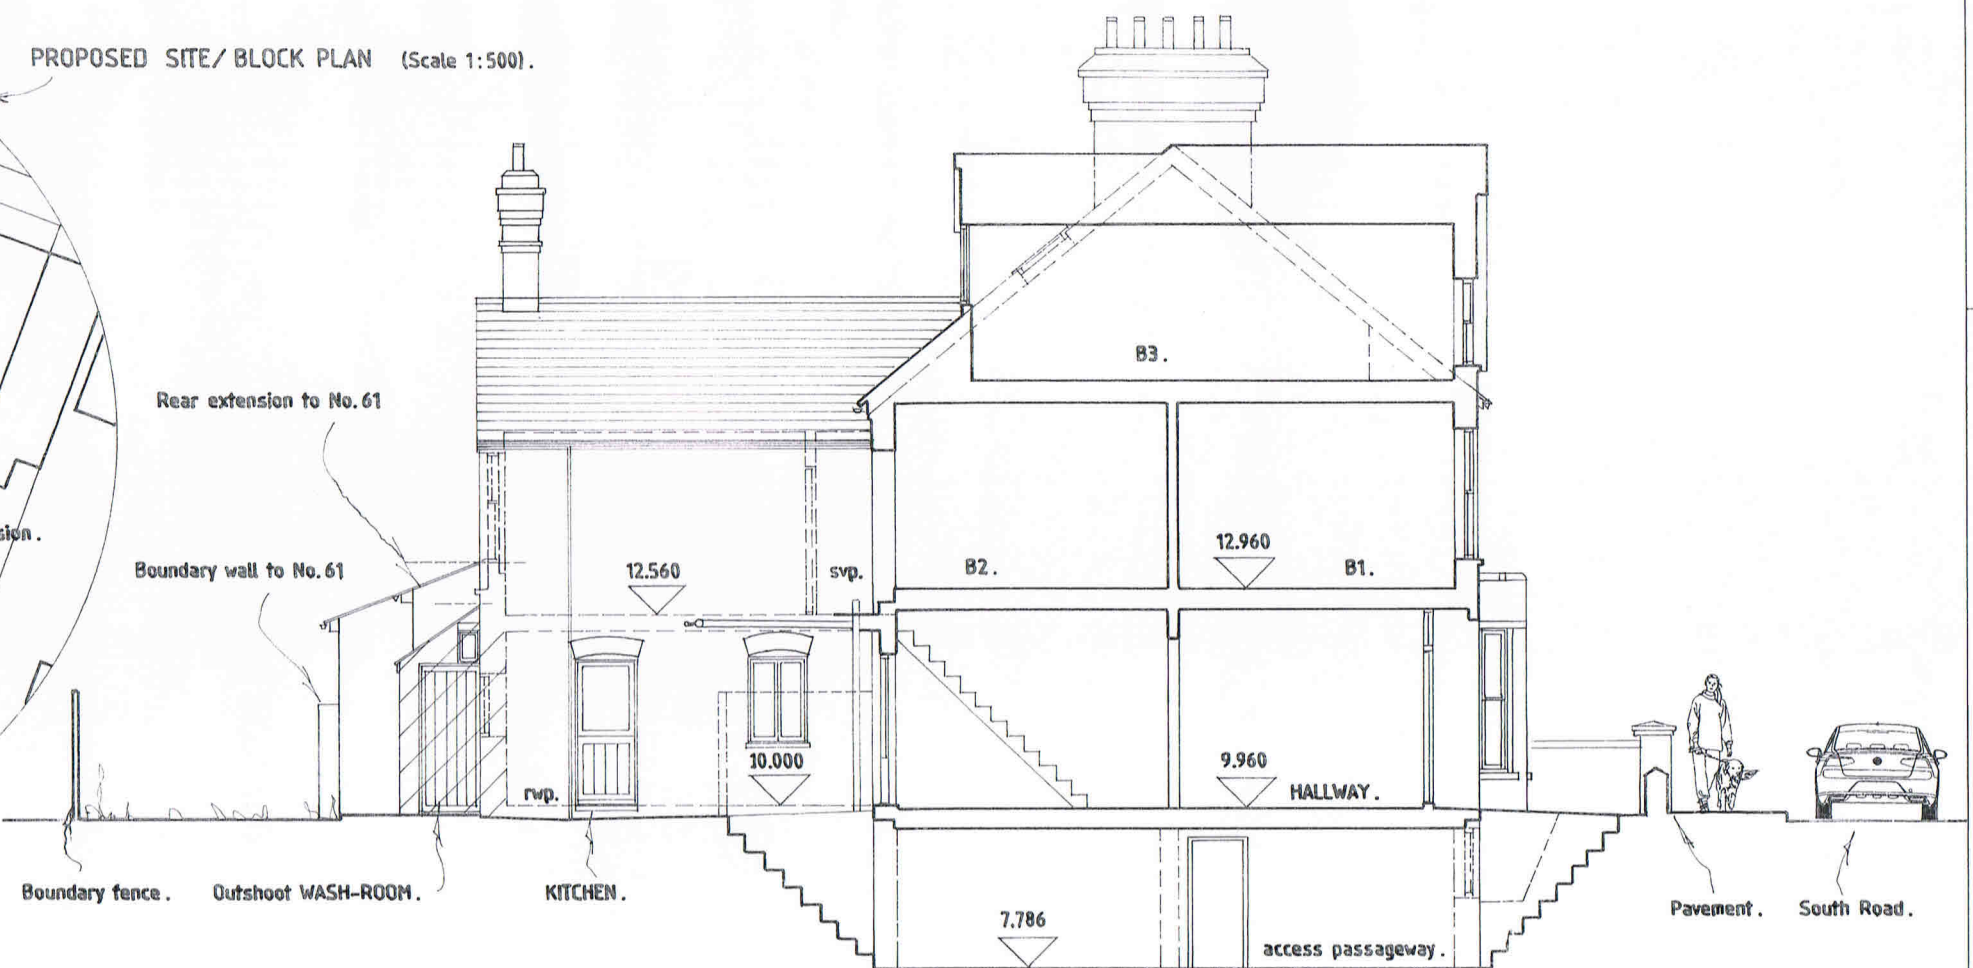 PROPOSED SITE/ BLOCK PLAN (Scale 1:500).
B3.
Rear extension to No.61
sion.
Boundary wall to No.61
12.560
svp.
B2.
12.960
B1.
10.000
9.960
rwp.
HALLWAY.
Boundary fence.
Outshoot WASH-ROOM.
KITCHEN.
7.786
access passageway.
Pavement.
South Road.